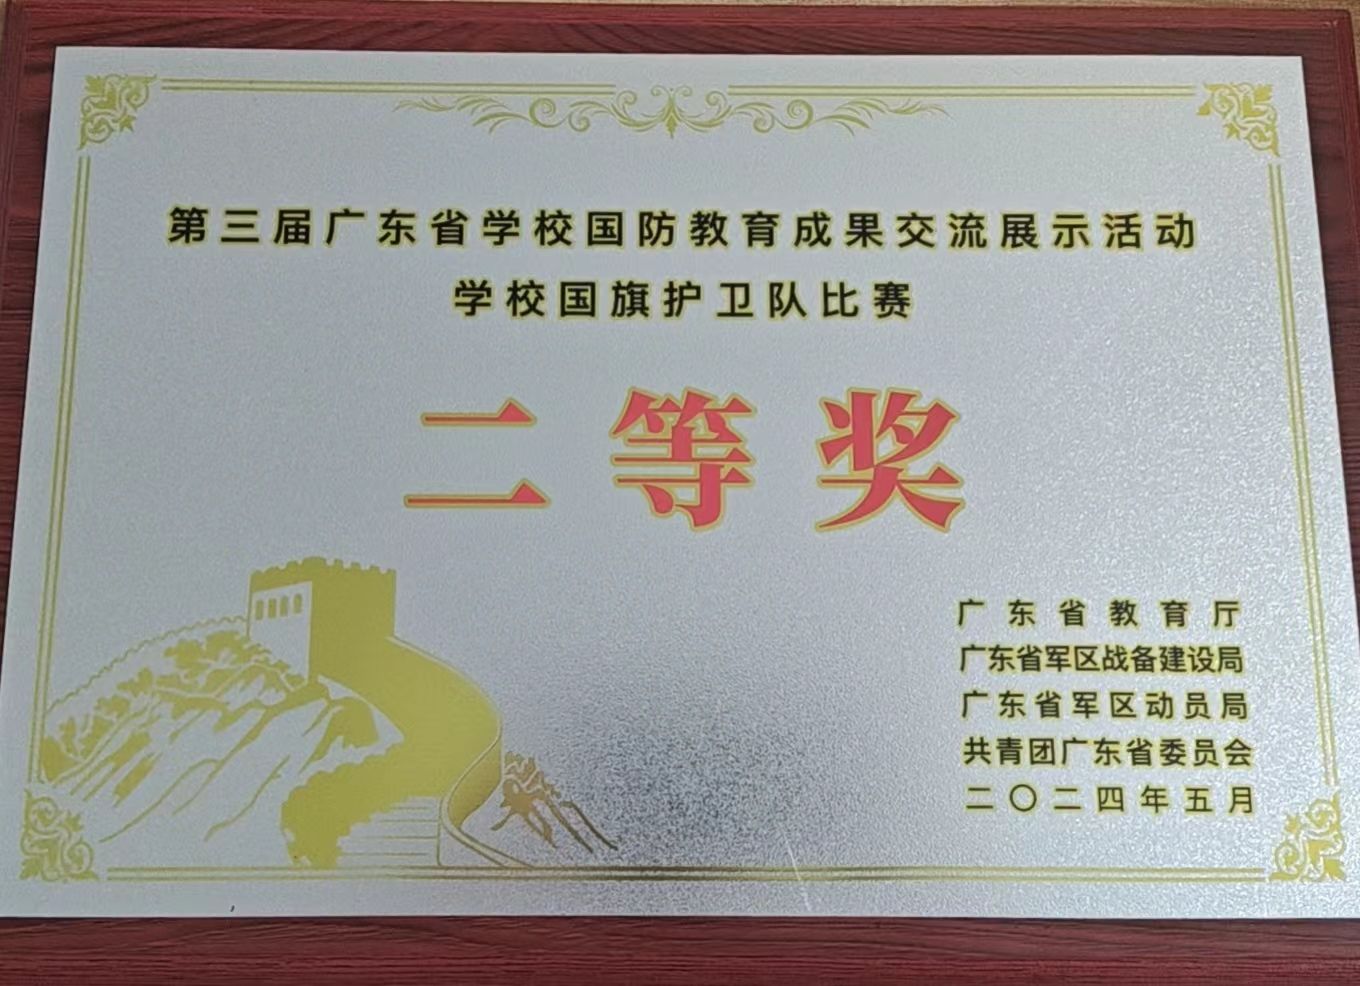 第三届广东省学校国防教育成果交流展示活动
学校国旗护卫队比赛
二等奖
广东省教育厅
广东省军区战备建设局
广东省军区动员局
共青团广东省委员会
二〇二四年五月